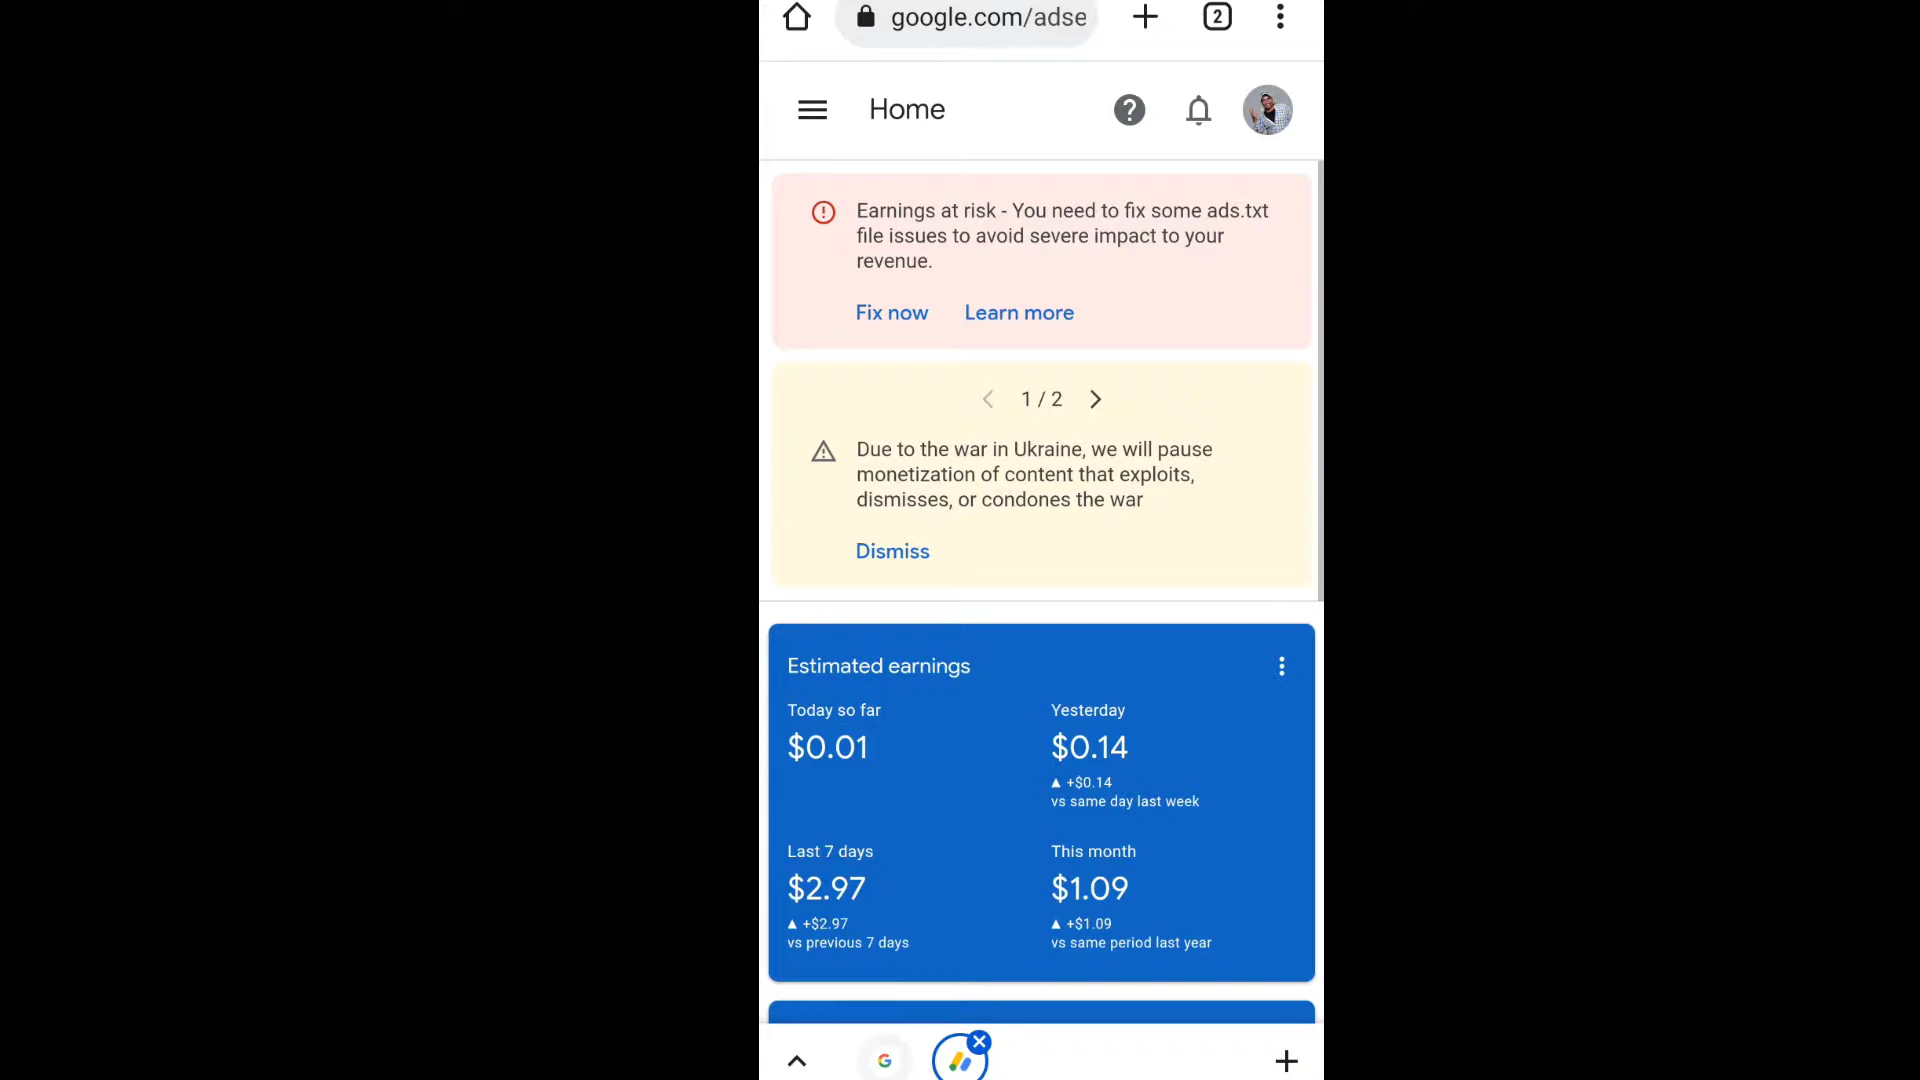 google.com/adse
2
Home
Earnings at risk - You need to fix some ads.txt
file issues to avoid severe impact to your
revenue.
Fix now Learn more
1 / 2
Due to the war in Ukraine, we will pause
monetization of content that exploits,
dismisses, or condones the war
Dismiss
Estimated earnings
Today so far Yesterday
$0.01 $0.14
▲ +$0.14
vs same day last week
Last 7 days This month
$2.97 $1.09
▲ +$2.97 ▲ +$1.09
vs previous 7 days vs same period last year